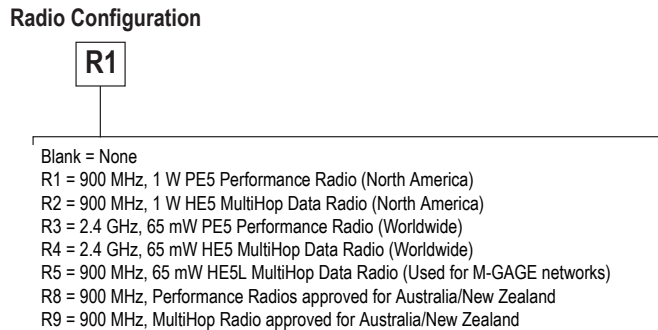 Radio Configuration
R1
Blank = None
R1 = 900 MHz, 1 W PE5 Performance Radio (North America)
R2 = 900 MHz, 1 W HE5 MultiHop Data Radio (North America)
R3 = 2.4 GHz, 65 mW PE5 Performance Radio (Worldwide)
R4 = 2.4 GHz, 65 mW HE5 MultiHop Data Radio (Worldwide)
R5 = 900 MHz, 65 mW HE5L MultiHop Data Radio (Used for M-GAGE networks)
R8 = 900 MHz, Performance Radios approved for Australia/New Zealand
R9 = 900 MHz, MultiHop Radio approved for Australia/New Zealand